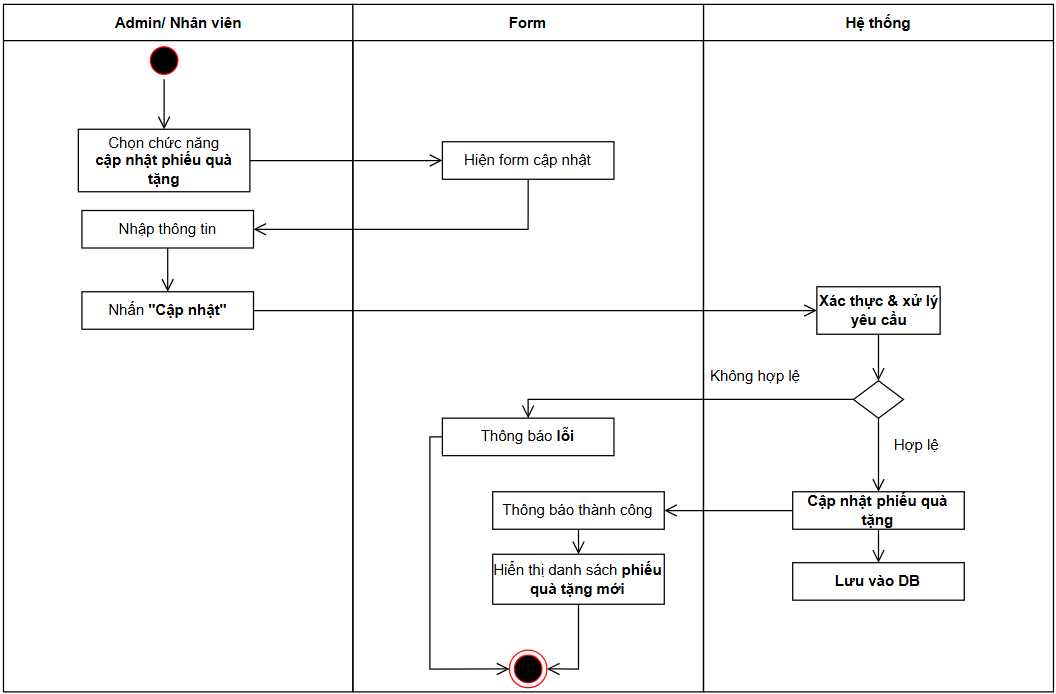 Admin/ Nhân viên
Form
Hệ thống
Chọn chức năng
cập nhật phiếu quà
tặng
Hiện form cập nhật
Nhập thông tin
Nhấn "Cập nhật"
Xác thực & xử lý
yêu cầu
Không hợp lệ
Thông báo lỗi
Hợp lệ
Thông báo thành công
Cập nhật phiếu quà
tặng
Hiển thị danh sách phiếu
quà tặng mới
Lưu vào DB